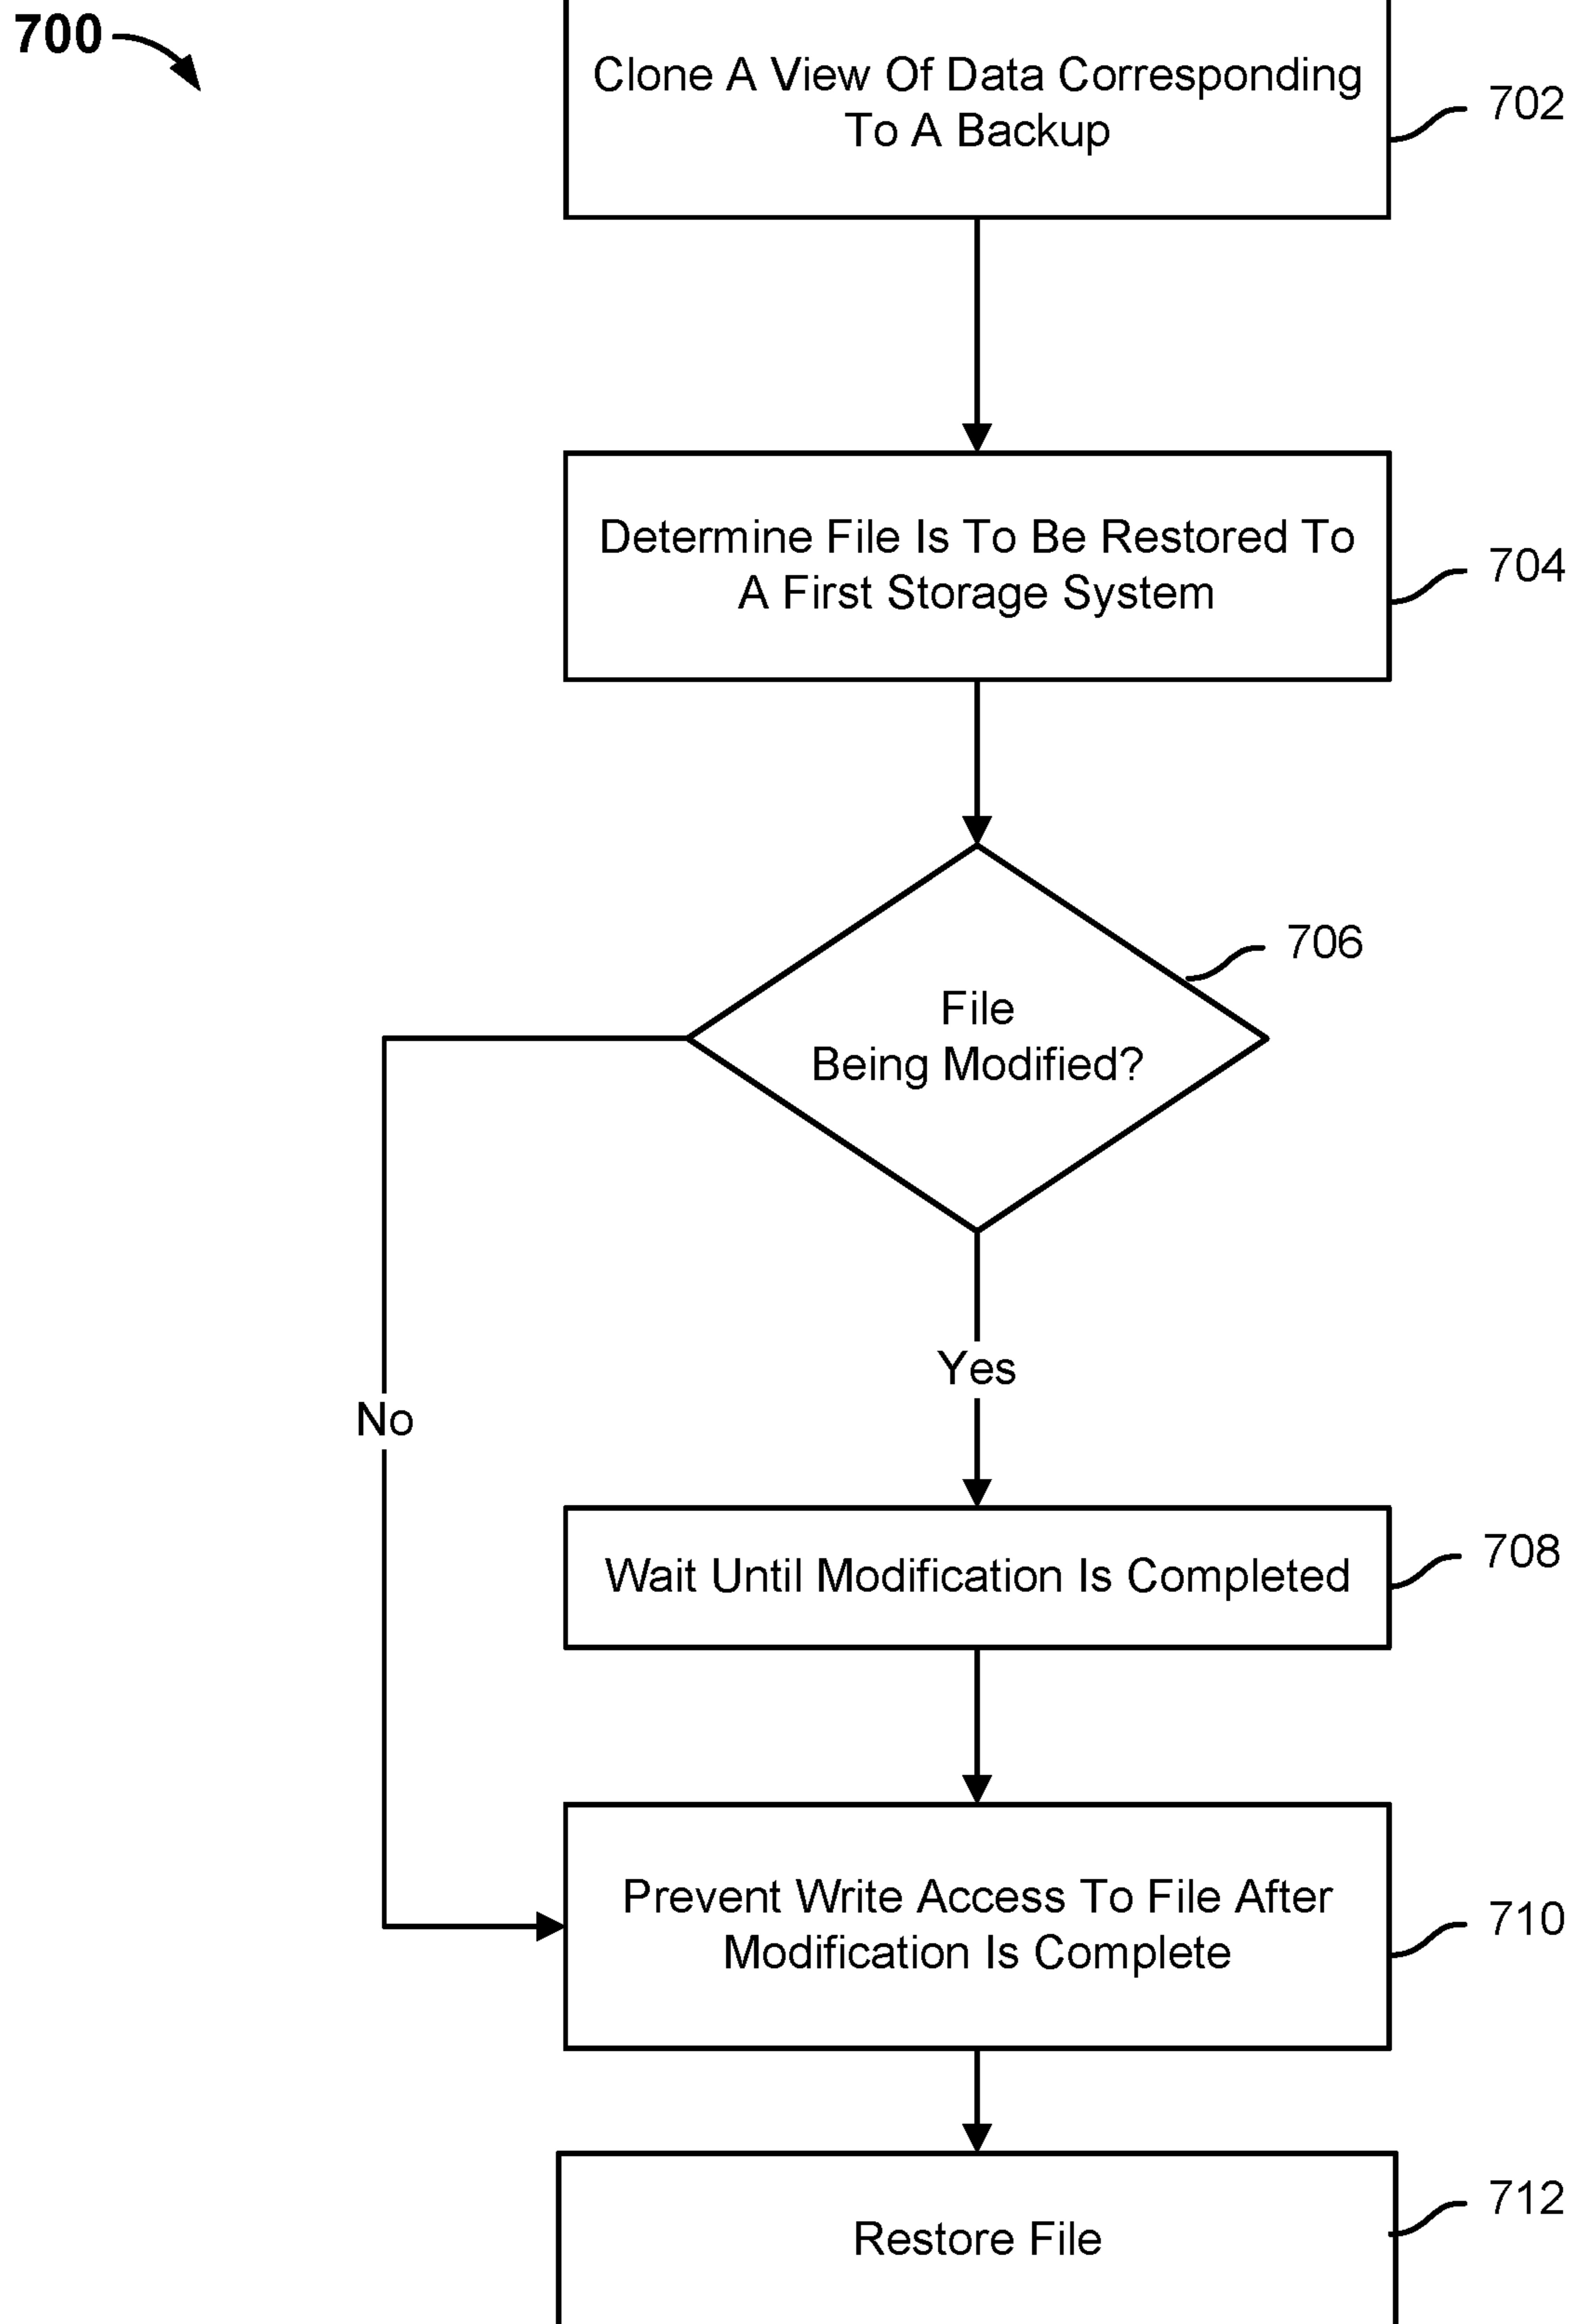 700
Clone A View Of Data Corresponding
To A Backup
702
Determine File Is To Be Restored To
A First Storage System
704
706
File
Being Modified?
Yes
No
Wait Until Modification Is Completed
708
Prevent Write Access To File After
Modification Is Complete
710
Restore File
712